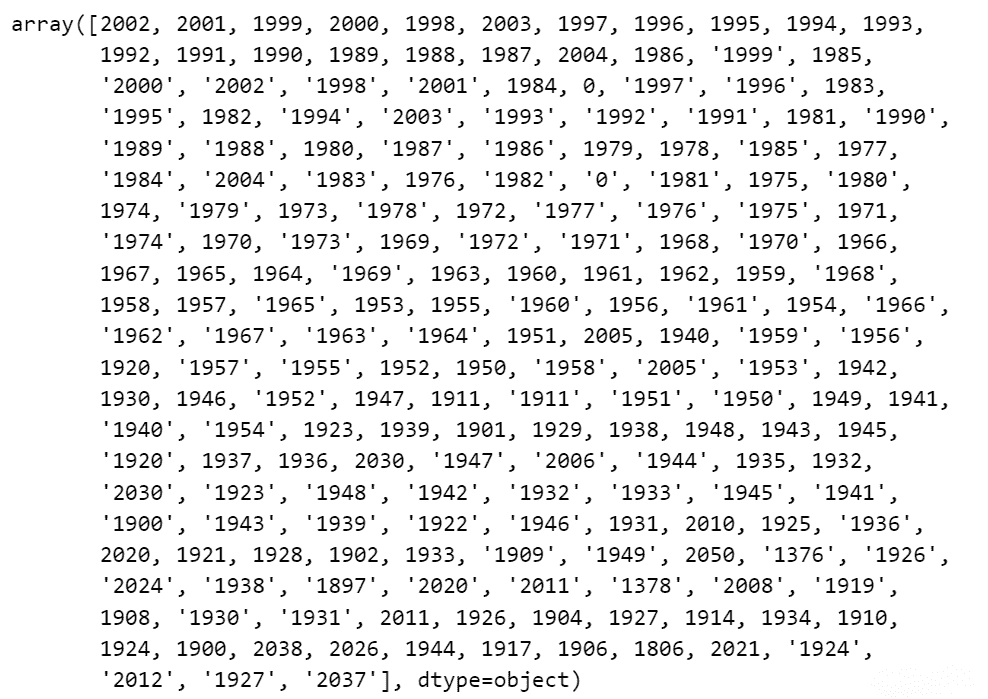 array([2002, 2001, 1999, 2000, 1998, 2003, 1997, 1996, 1995, 1994, 1993,
1992, 1991, 1990, 1989, 1988, 1987, 2004, 1986, '1999', 1985,
'2000', '2002', '1998', '2001', 1984, 0, '1997', '1996', 1983,
'1995', 1982, '1994', '2003', '1993', '1992', '1991', 1981, '1990',
'1989', '1988', 1980, '1987', '1986', 1979, 1978, '1985', 1977,
'1984', '2004', '1983', 1976, '1982', '0', '1981', 1975, '1980',
1974, '1979', 1973, '1978', 1972, '1977', '1976', '1975', 1971,
'1974', 1970, '1973', 1969, '1972', '1971', 1968, '1970', 1966,
1967, 1965, 1964, '1969', 1963, 1960, 1961, 1962, 1959, '1968',
1958, 1957, '1965', 1953, 1955, '1960', 1956, '1961', 1954, '1966',
'1962', '1967', '1963', '1964', 1951, 2005, 1940, '1959', '1956',
1920, '1957', '1955', 1952, 1950, '1958', '2005', '1953', 1942,
1930, 1946, '1952', 1947, 1911, '1911', '1951', '1950', 1949, 1941,
'1940', '1954', 1923, 1939, 1901, 1929, 1938, 1948, 1943, 1945,
'1920', 1937, 1936, 2030, '1947', '2006', '1944', 1935, 1932,
'2030', '1923', '1948', '1942', '1932', '1933', '1945', '1941',
'1900', '1943', '1939', '1922', '1946', 1931, 2010, 1925, '1936',
2020, 1921, 1928, 1902, 1933, '1909', '1949', 2050, '1376', '1926',
'2024', '1938', '1897', '2020', '2011', '1378', '2008', '1919',
1908, '1930', '1931', 2011, 1926, 1904, 1927, 1914, 1934, 1910,
1924, 1900, 2038, 2026, 1944, 1917, 1906, 1806, 2021, '1924',
'2012', '1927', '2037'], dtype=object)